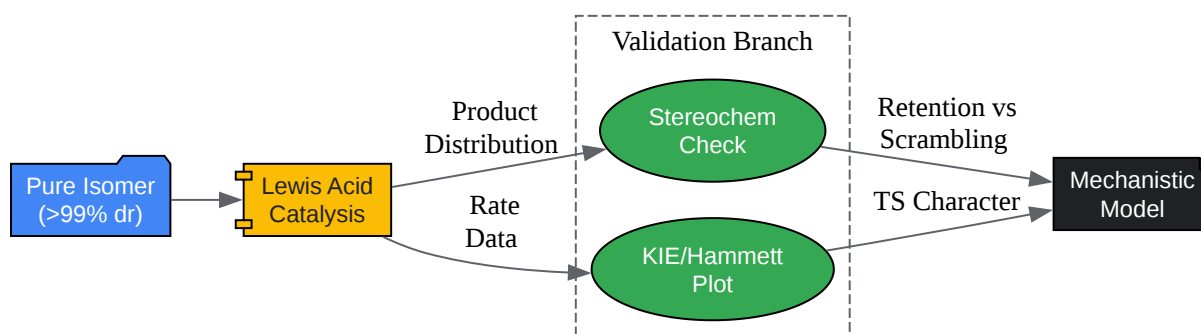 Validation Branch
Pure Isomer
(>99% dr)
Lewis Acid
Catalysis
Product
Distribution
Rate
Data
Stereochem
Check
KIE/Hammett
Plot
Retention vs
Scrambling
TS Character
Mechanistic
Model